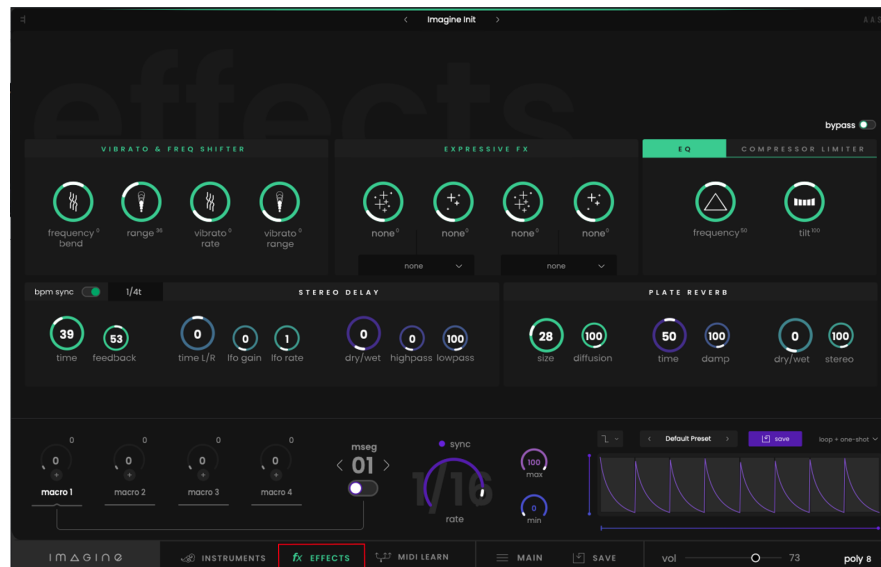 Imagine Init
AAS
effects
bypass
VIBRATO & FREQ SHIFTER
EXPRESSIVE FX
EQ
COMPRESSOR LIMITER
frequency bend 0
range 36
vibrato rate 0
vibrato range 0
none 0
none 0
none 0
none 0
frequency 50
tilt 100
none
none
bpm sync
1/4t
STEREO DELAY
PLATE REVERB
39
53
0
0
1
0
0
100
28
100
50
100
0
100
time
feedback
time L/R
lfo gain
lfo rate
dry/wet
highpass
lowpass
size
diffusion
time
damp
dry/wet
stereo
0
0
0
0
0
0
0
0
macro 1
macro 2
macro 3
macro 4
mseg
01
sync
1/16
rate
100
max
0
min
Default Preset
save
loop + one-shot
IMAGINE
INSTRUMENTS
fx EFFECTS
MIDI LEARN
MAIN
SAVE
vol
73
poly 8